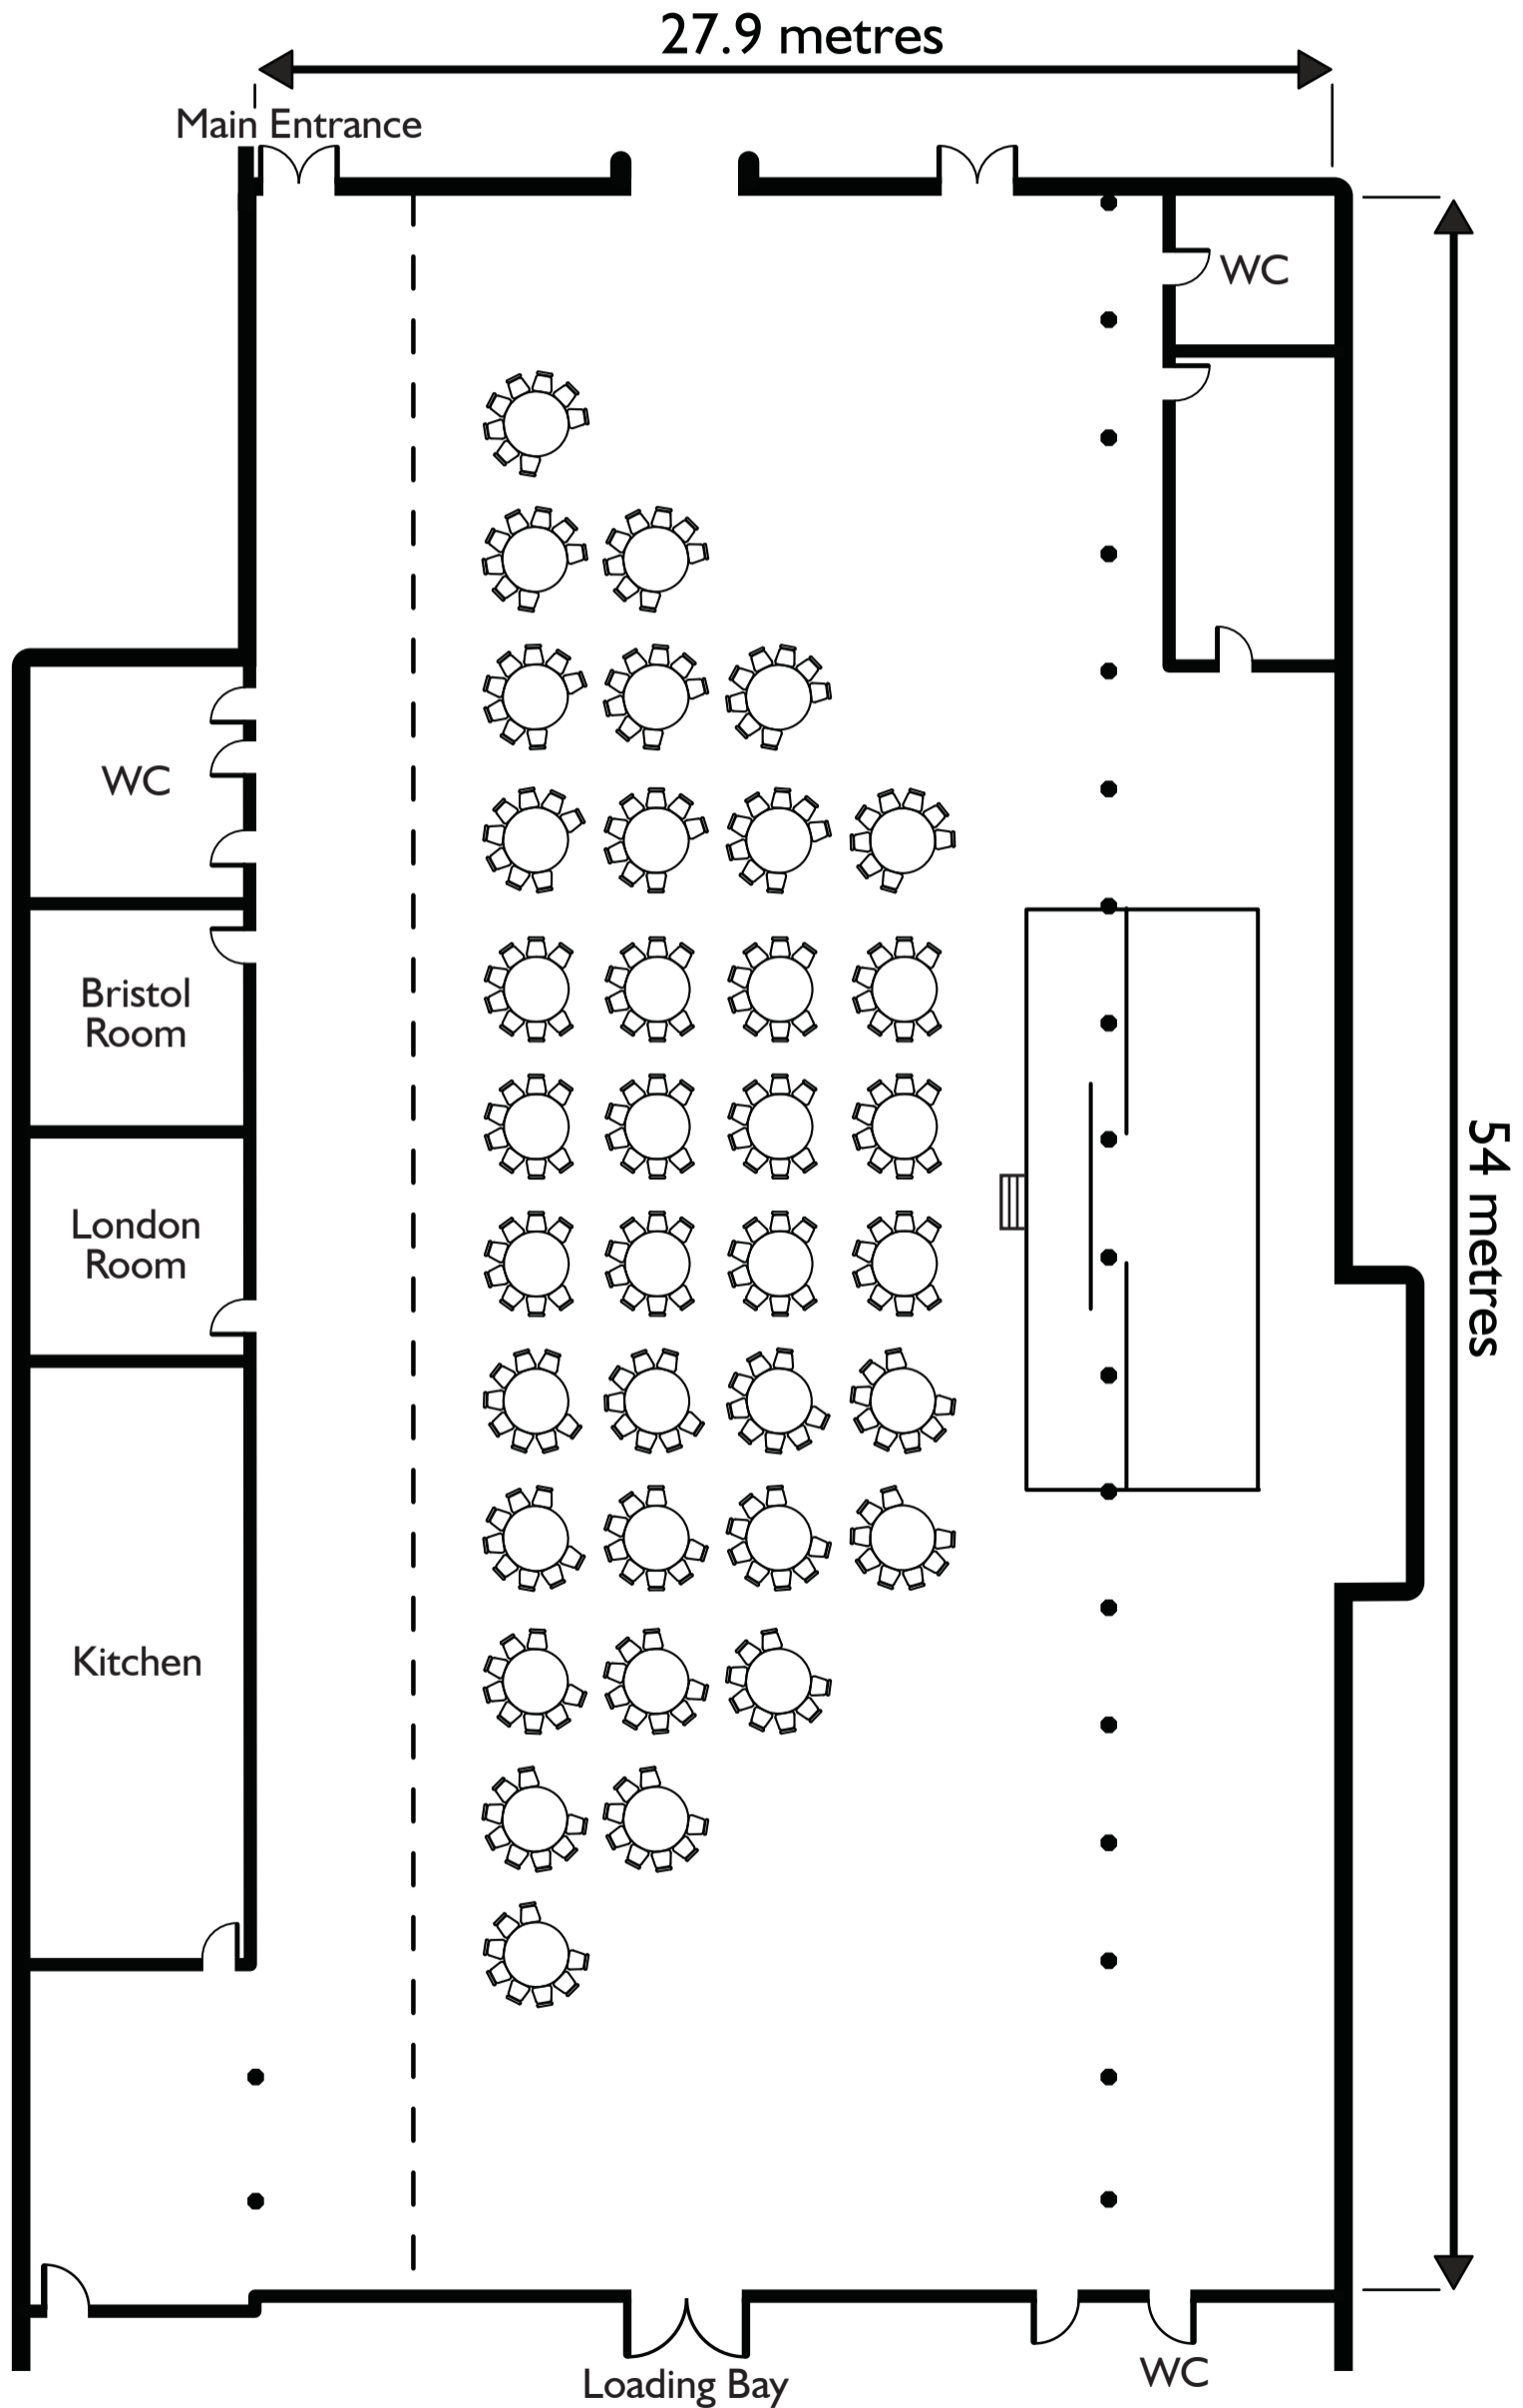 27.9 metres
Main Entrance
WC
WC
Bristol
Room
London
Room
54 metres
Kitchen
Loading Bay
WC